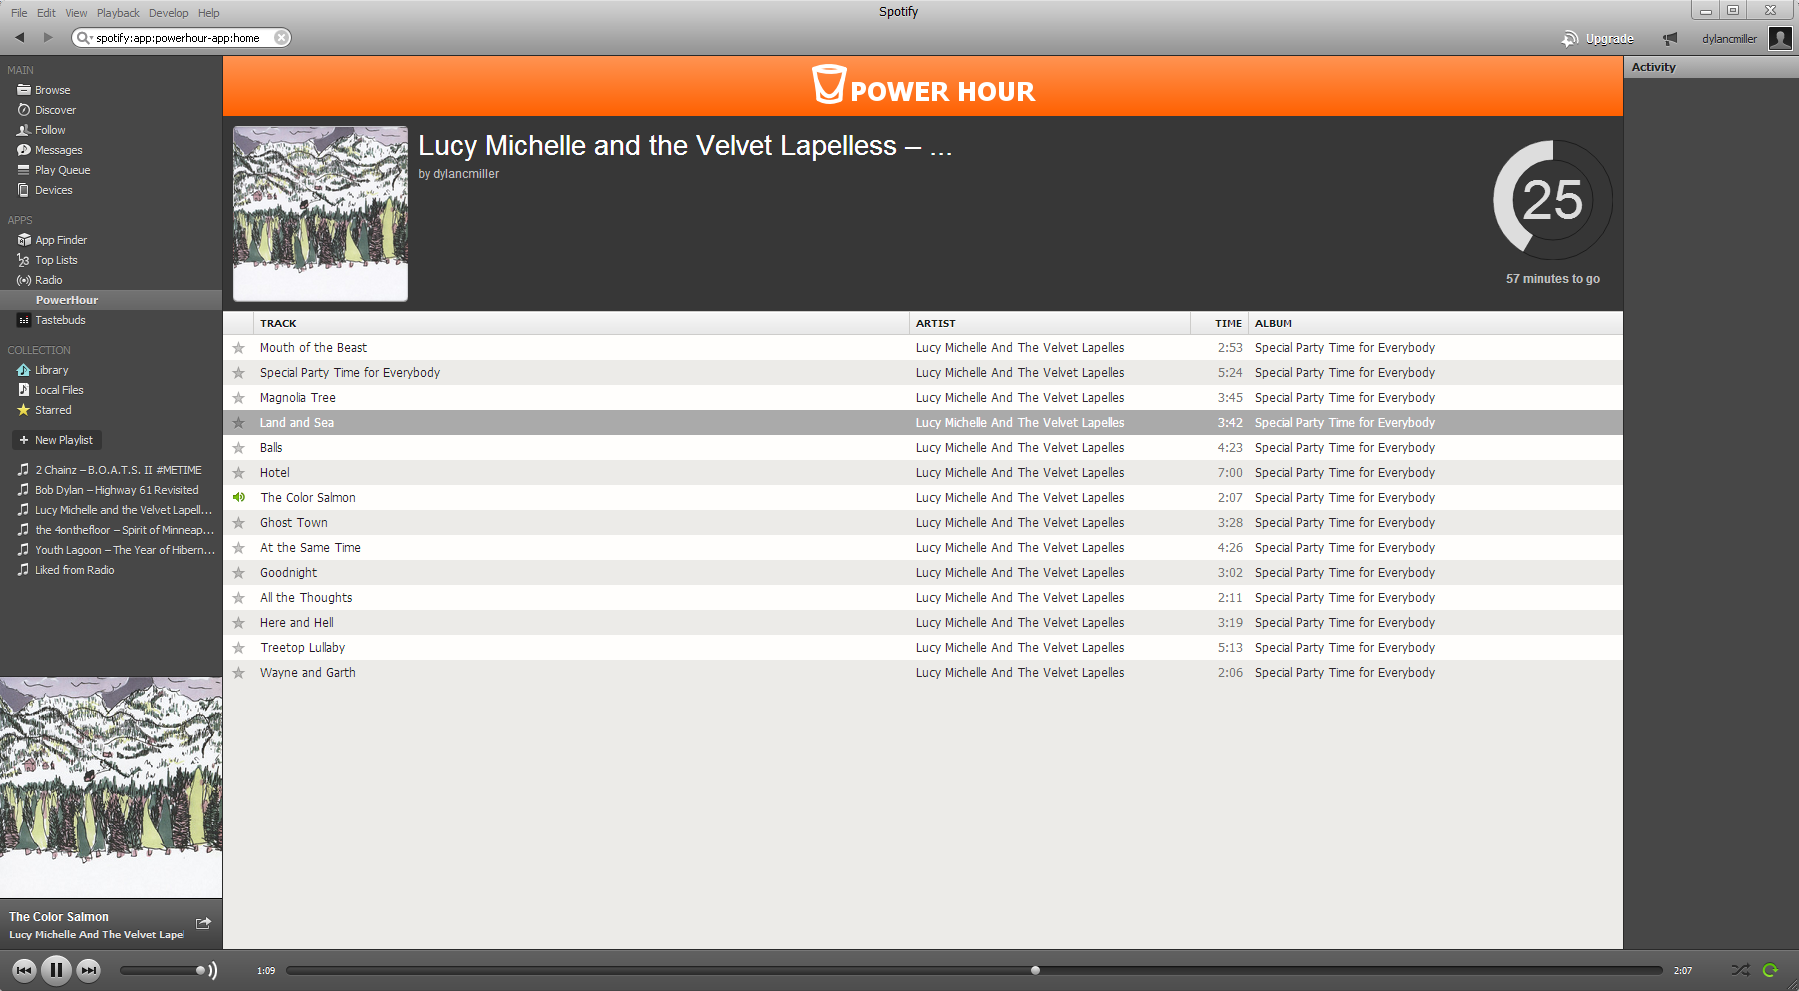 File Edit View Playback Develop Help
Spotify
spotify:app:powerhour-app:home
Upgrade
dylancmiller
MAIN
Browse
Discover
Follow
Messages
Play Queue
Devices
APPS
App Finder
Top Lists
Radio
PowerHour
Tastebuds
COLLECTION
Library
Local Files
Starred
+ New Playlist
2 Chainz – B.O.A.T.S. II #METIME
Bob Dylan – Highway 61 Revisited
Lucy Michelle and the Velvet Lapell...
the 4onthefloor – Spirit of Minneap...
Youth Lagoon – The Year of Hibern...
Liked from Radio
The Color Salmon
Lucy Michelle And The Velvet Lape
POWER HOUR
Lucy Michelle and the Velvet Lapelless – ...
by dylancmiller
25
57 minutes to go
TRACK ARTIST TIME ALBUM
Mouth of the Beast Lucy Michelle And The Velvet Lapelles 2:53 Special Party Time for Everybody
Special Party Time for Everybody Lucy Michelle And The Velvet Lapelles 5:24 Special Party Time for Everybody
Magnolia Tree Lucy Michelle And The Velvet Lapelles 3:45 Special Party Time for Everybody
Land and Sea Lucy Michelle And The Velvet Lapelles 3:42 Special Party Time for Everybody
Balls Lucy Michelle And The Velvet Lapelles 4:23 Special Party Time for Everybody
Hotel Lucy Michelle And The Velvet Lapelles 7:00 Special Party Time for Everybody
The Color Salmon Lucy Michelle And The Velvet Lapelles 2:07 Special Party Time for Everybody
Ghost Town Lucy Michelle And The Velvet Lapelles 3:28 Special Party Time for Everybody
At the Same Time Lucy Michelle And The Velvet Lapelles 4:26 Special Party Time for Everybody
Goodnight Lucy Michelle And The Velvet Lapelles 3:02 Special Party Time for Everybody
All the Thoughts Lucy Michelle And The Velvet Lapelles 2:11 Special Party Time for Everybody
Here and Hell Lucy Michelle And The Velvet Lapelles 3:19 Special Party Time for Everybody
Treetop Lullaby Lucy Michelle And The Velvet Lapelles 5:13 Special Party Time for Everybody
Wayne and Garth Lucy Michelle And The Velvet Lapelles 2:06 Special Party Time for Everybody
Activity
1:09
2:07